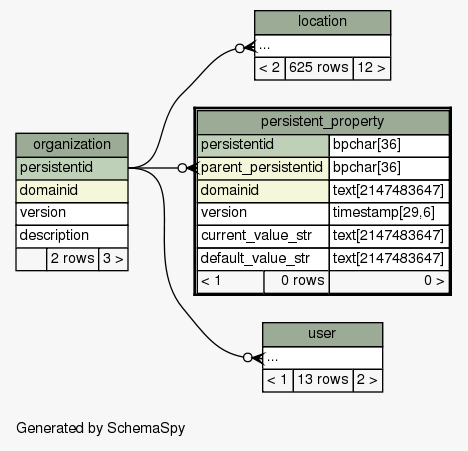 location
...
< 2 625 rows 12 >
persistent_property
persistentid bpchar[36]
parent_persistentid bpchar[36]
domainid text[2147483647]
version timestamp[29,6]
current_value_str text[2147483647]
default_value_str text[2147483647]
< 1 0 rows 0 >
organization
persistentid
domainid
version
description
2 rows 3 >
user
...
< 1 13 rows 2 >
Generated by SchemaSpy